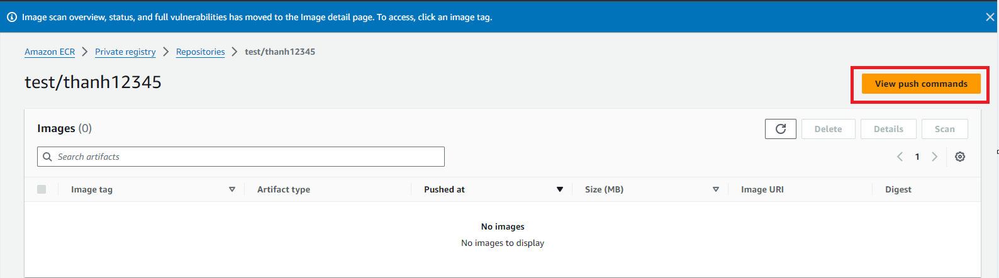 Image scan overview, status, and full vulnerabilities has moved to the Image detail page. To access, click an image tag.
Amazon ECR > Private registry > Repositories > test/thanh12345
test/thanh12345
View push commands
Images (0)
Delete Details Scan
Search artifacts
1
Image tag Artifact type Pushed at Size (MB) Image URI Digest
No images
No images to display